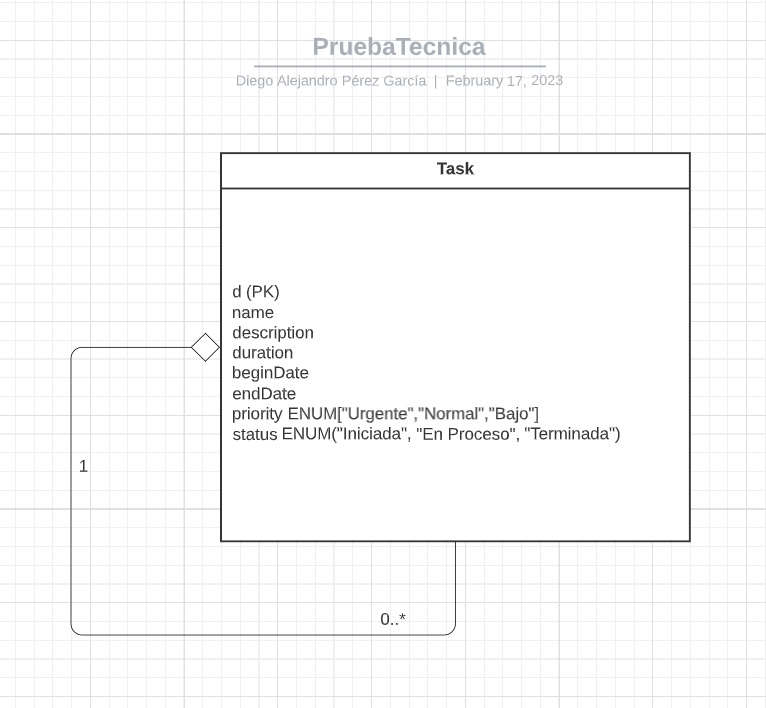 PruebaTecnica
Diego Alejandro Pérez García | February 17, 2023
Task
d (PK)
name
description
duration
beginDate
endDate
priority ENUM["Urgente","Normal","Bajo"]
status ENUM("Iniciada", "En Proceso", "Terminada")
1
0..*